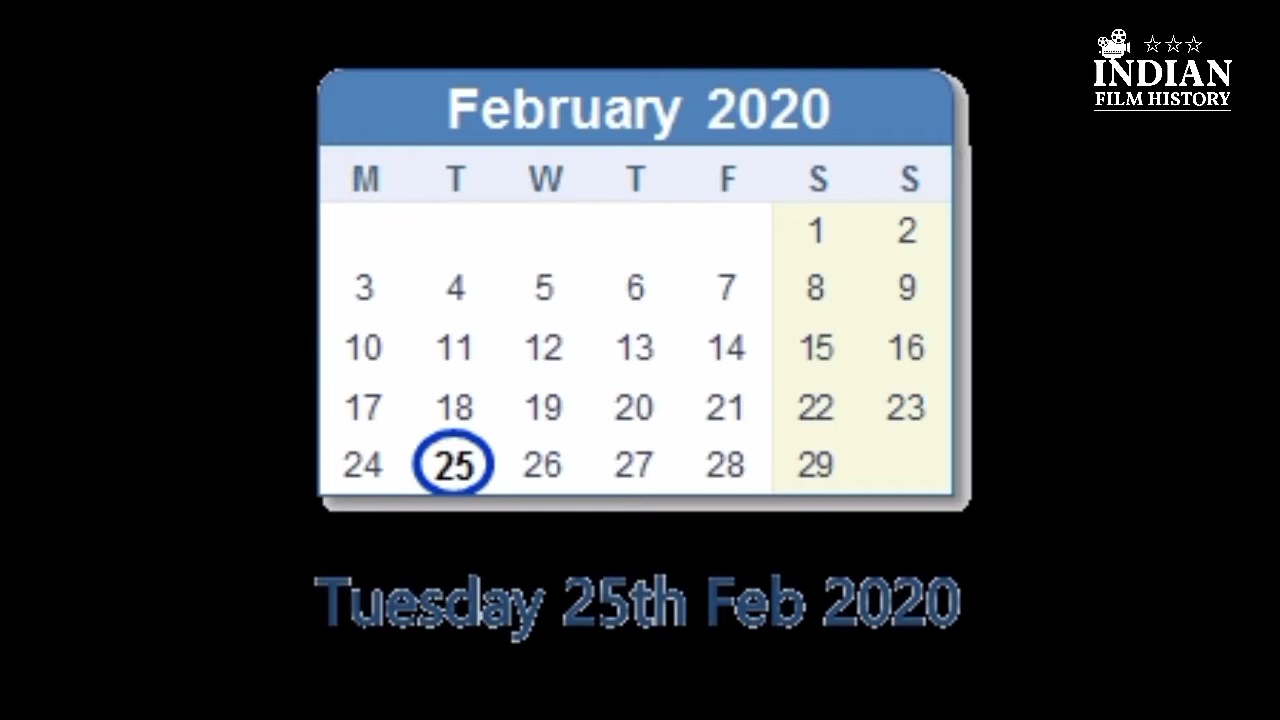 ☆☆☆
INDIAN
FILM HISTORY
February 2020
M T W T F S S
1 2
3 4 5 6 7 8 9
10 11 12 13 14 15 16
17 18 19 20 21 22 23
24 25 26 27 28 29
Tuesday 25th Feb 2020